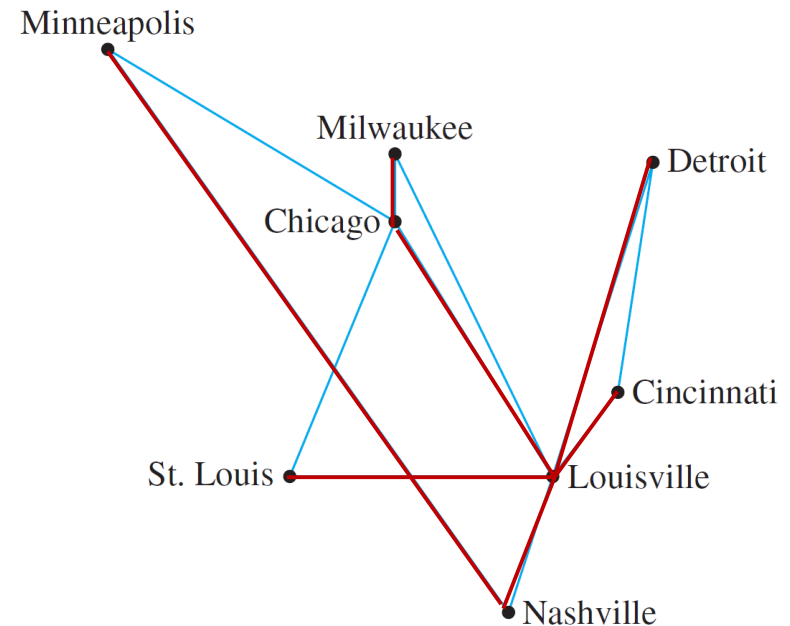 Minneapolis
Milwaukee
Detroit
Chicago
Cincinnati
St. Louis
Louisville
Nashville